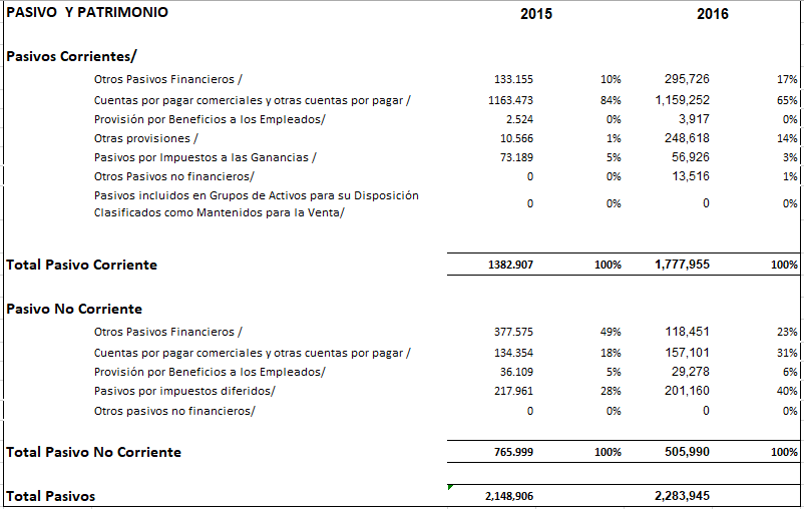 PASIVO Y PATRIMONIO 2015 2016
Pasivos Corrientes/
Otros Pasivos Financieros / 133.155 10% 295,726 17%
Cuentas por pagar comerciales y otras cuentas por pagar / 1163.473 84% 1,159,252 65%
Provisión por Beneficios a los Empleados/ 2.524 0% 3,917 0%
Otras provisiones / 10.566 1% 248,618 14%
Pasivos por Impuestos a las Ganancias / 73.189 5% 56,926 3%
Otros Pasivos no financieros/ 0 0% 13,516 1%
Pasivos incluidos en Grupos de Activos para su Disposición
Clasificados como Mantenidos para la Venta/ 0 0% 0 0%
Total Pasivo Corriente 1382.907 100% 1,777,955 100%
Pasivo No Corriente
Otros Pasivos Financieros / 377.575 49% 118,451 23%
Cuentas por pagar comerciales y otras cuentas por pagar / 134.354 18% 157,101 31%
Provisión por Beneficios a los Empleados/ 36.109 5% 29,278 6%
Pasivos por impuestos diferidos/ 217.961 28% 201,160 40%
Otros pasivos no financieros/ 0 0% 0 0%
Total Pasivo No Corriente 765.999 100% 505,990 100%
Total Pasivos 2,148,906 2,283,945